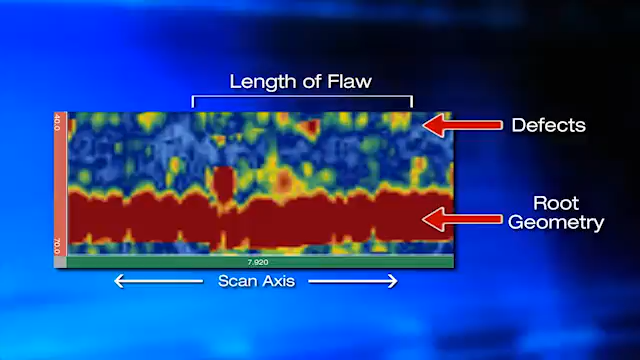 Length of Flaw
40.0
Defects
Root
Geometry
70.0
7.920
Scan Axis